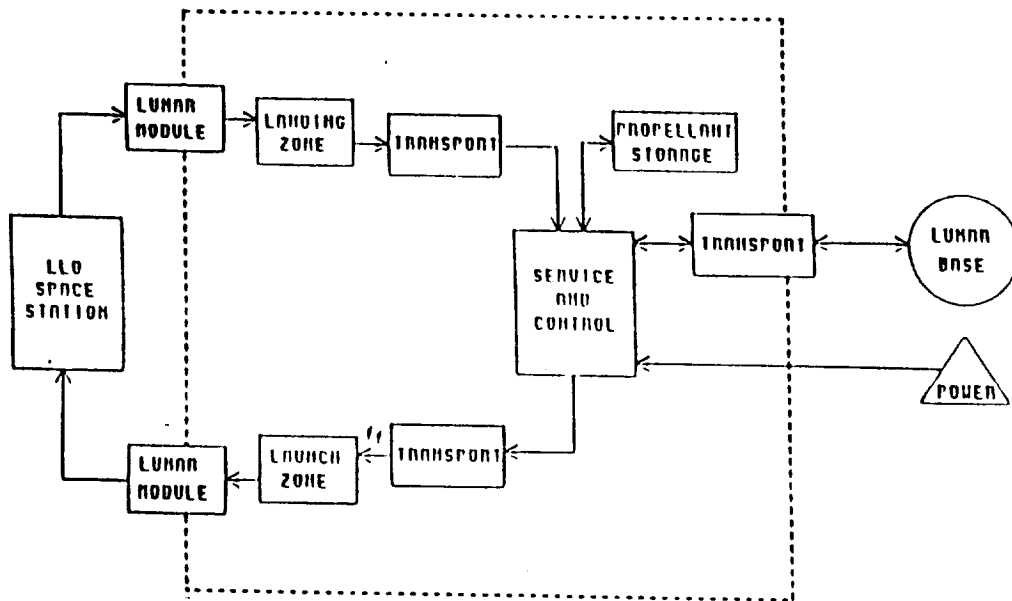 LUNAR
MODULE
LANDING
ZONE
TRANSPORT
PROPELLANT
STORAGE
LLO
SPACE
STATION
SERVICE
AND
CONTROL
TRANSPORT
LUNAR
BASE
POWER
LUNAR
MODULE
LAUNCH
ZONE
TRANSPORT